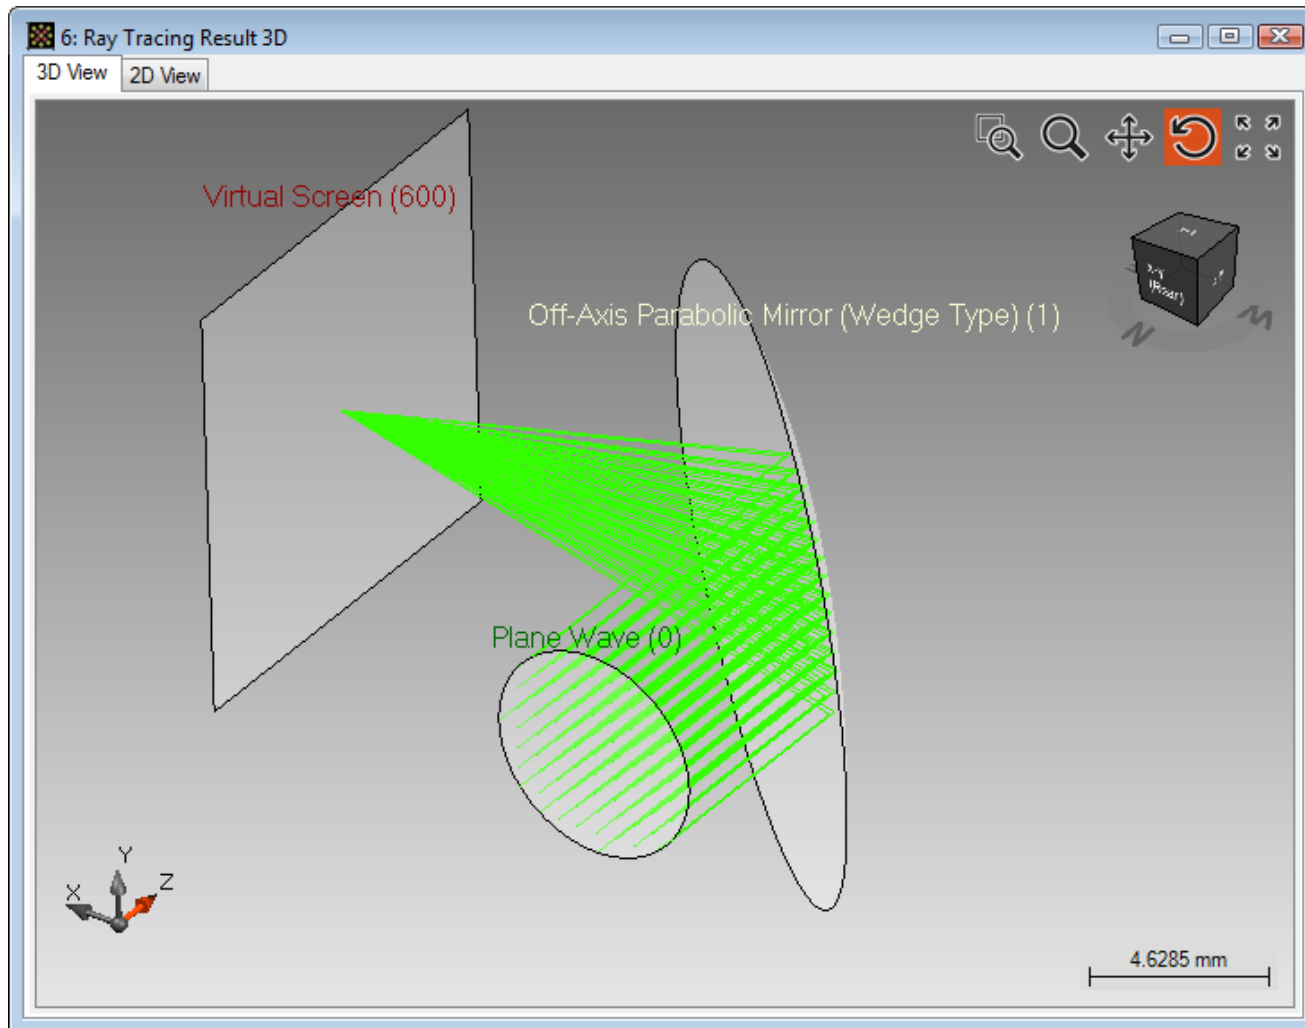 6: Ray Tracing Result 3D
3D View
2D View
Virtual Screen (600)
Off-Axis Parabolic Mirror (Wedge Type) (1)
(Rear)
N
Plane Wave (0)
Y
X
Z
4.6285 mm